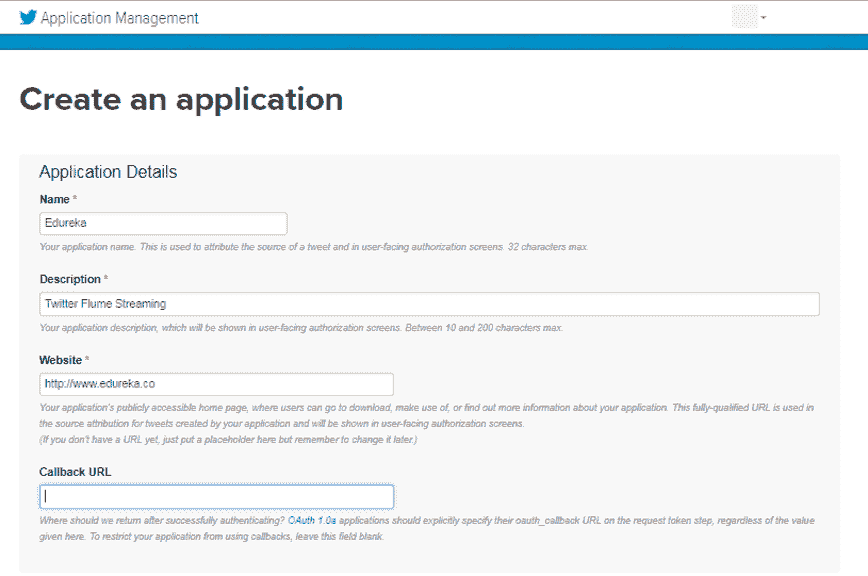 Application Management
Create an application
Application Details
Name *
Edureka
Your application name. This is used to attribute the source of a tweet and in user-facing authorization screens. 32 characters max.
Description *
Twitter Flume Streaming
Your application description, which will be shown in user-facing authorization screens. Between 10 and 200 characters max.
Website *
http://www.edureka.co
Your application's publicly accessible home page, where users can go to download, make use of, or find out more information about your application. This fully-qualified URL is used in
the source attribution for tweets created by your application and will be shown in user-facing authorization screens.
(If you don't have a URL yet, just put a placeholder here but remember to change it later.)
Callback URL
Where should we return after successfully authenticating? OAuth 1.0a applications should explicitly specify their oauth_callback URL on the request token step, regardless of the value
given here. To restrict your application from using callbacks, leave this field blank.